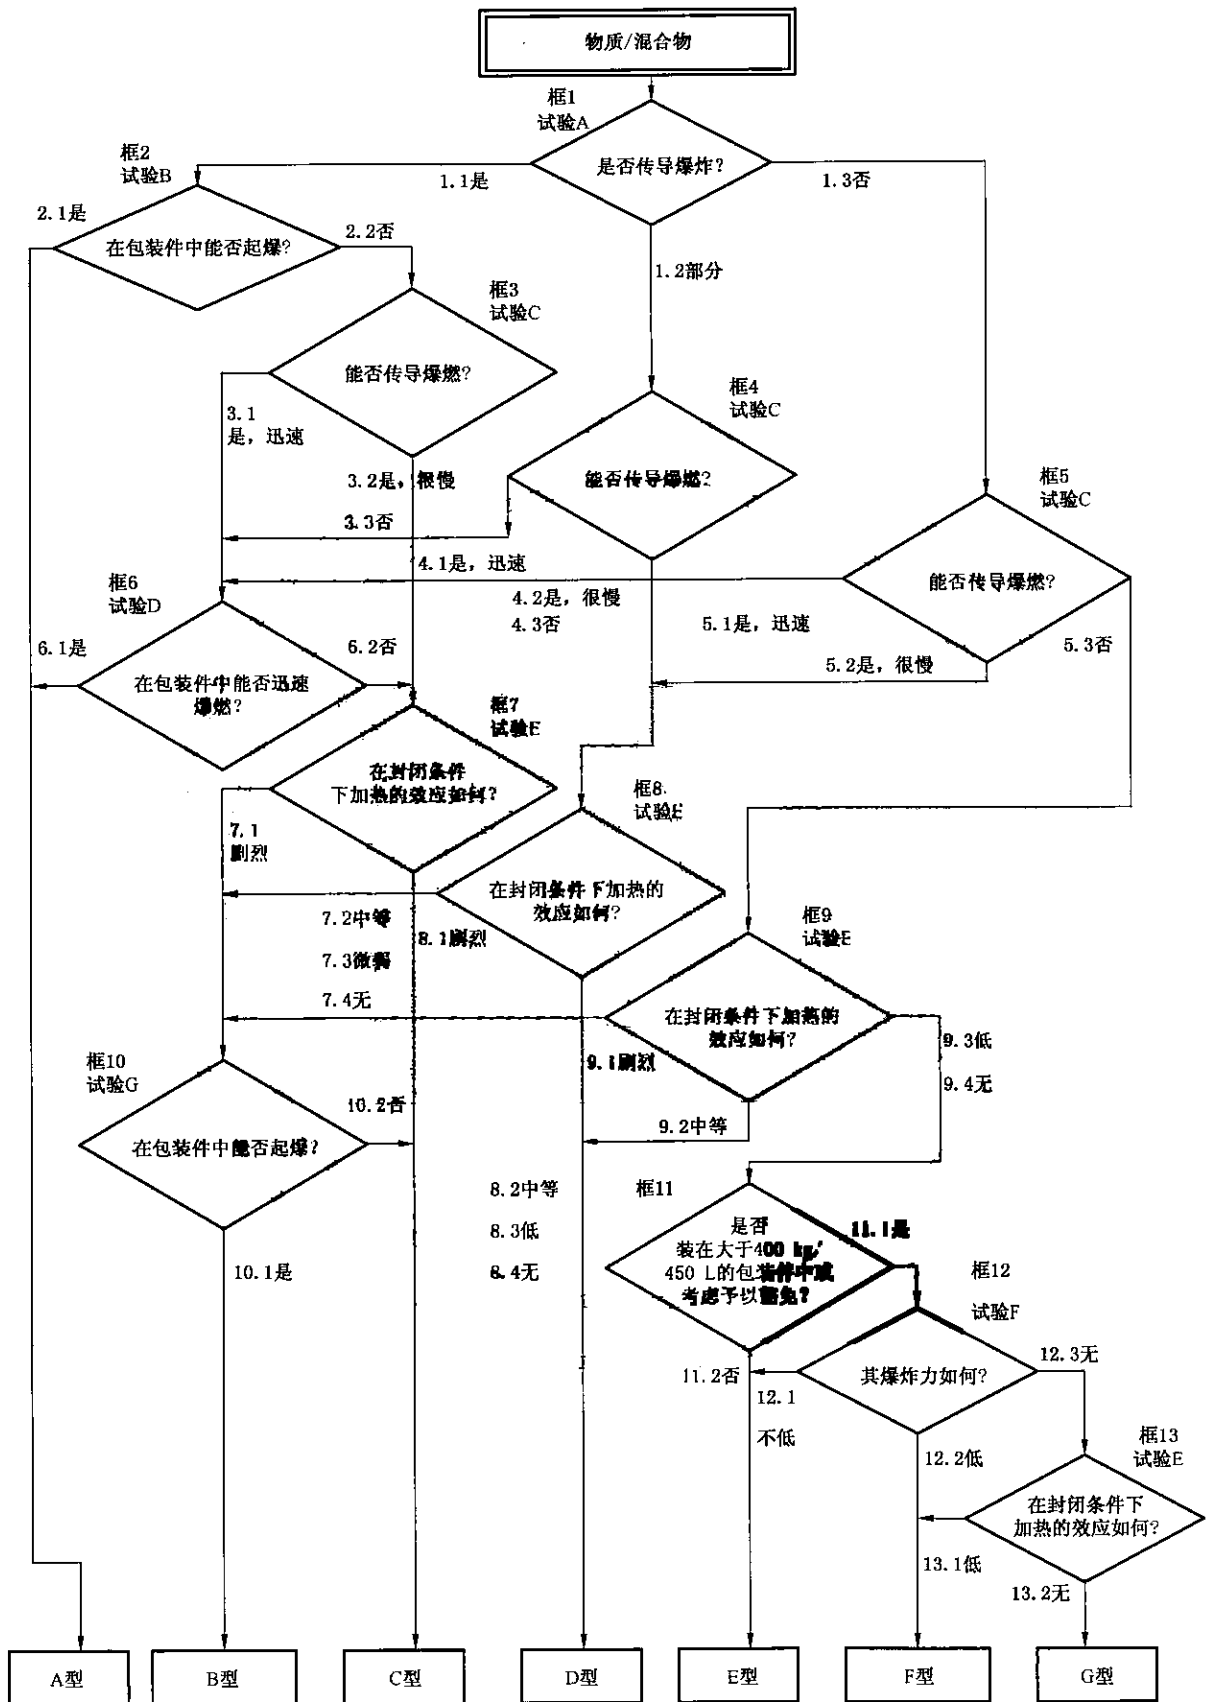 物质/混合物
框1
试验A
是否传导爆炸?
框2
试验B
1.1是
1.3否
2.1是
2.2否
在包装件中能否起爆?
1.2部分
框3
试验C
能否传导爆燃?
框4
试验C
3.1
是,迅速
3.2是,很慢
能否传导爆燃?
框5
试验C
3.3否
4.1是,迅速
能否传导爆燃?
框6
试验D
4.2是,很慢
4.3否
5.1是,迅速
5.3否
6.1是
6.2否
5.2是,很慢
在包装件中能否迅速
爆燃?
框7
试验E
在封闭条件
下加热的效应如何?
框8
试验E
7.1
剧烈
在封闭条件下加热的
效应如何?
7.2中等
8.1剧烈
框9
试验E
7.3微弱
7.4无
在封闭条件下加热的
效应如何?
9.3低
框10
试验G
9.1剧烈
9.4无
10.2否
9.2中等
在包装件中能否起爆?
8.2中等
框11
8.3低
是否
装在大于400 kg/
450 L的包装件中或
考虑予以豁免?
11.1是
10.1是
8.4无
框12
试验F
11.2否
12.1
不低
其爆炸力如何?
12.3无
12.2低
框13
试验E
在封闭条件下
加热的效应如何?
13.1低
13.2无
A型
B型
C型
D型
E型
F型
G型